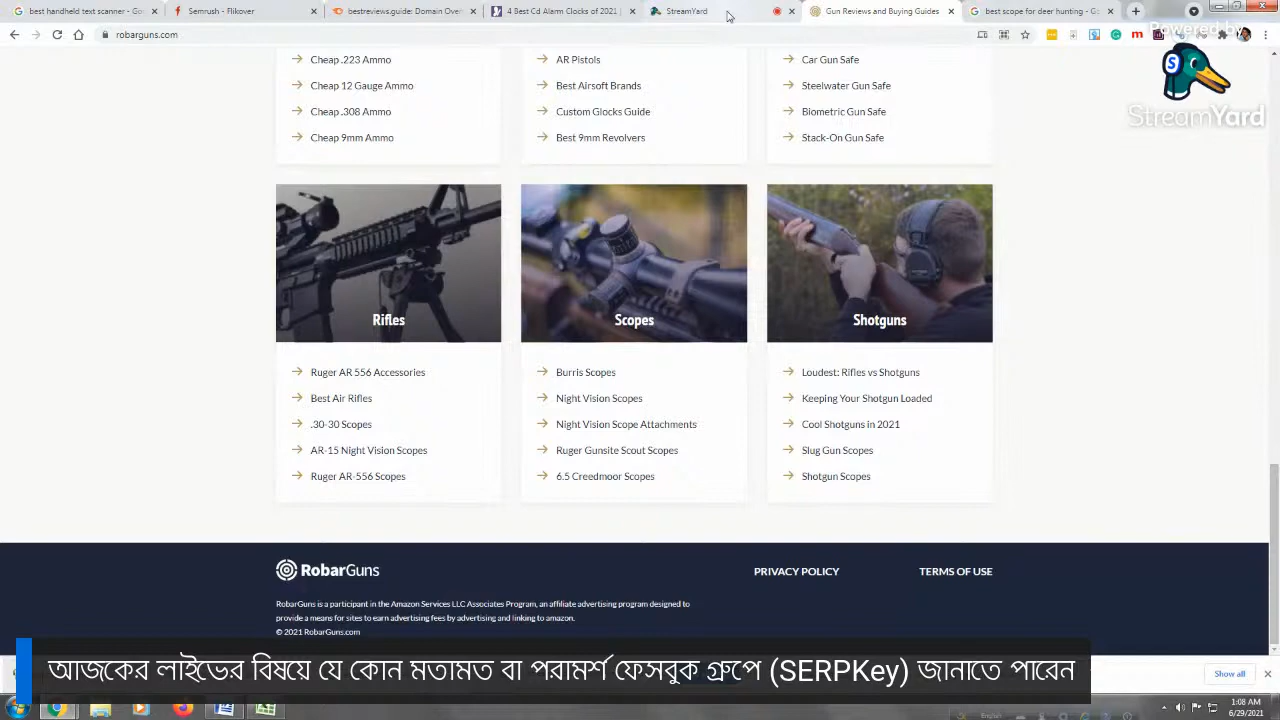 best handheld text scanner - Go
Semrush - Flikover
bestreviews.guide: Domain Over
4 Best Cd Alarm Clocks of 2021 |
StreamYard
Gun Reviews and Buying Guides
best scope for deer hunting - Go
robarguns.com
Powered by
StreamYard
Cheap .223 Ammo
Cheap 12 Gauge Ammo
Cheap .308 Ammo
Cheap 9mm Ammo
AR Pistols
Best Airsoft Brands
Custom Glocks Guide
Best 9mm Revolvers
Car Gun Safe
Steelwater Gun Safe
Biometric Gun Safe
Stack-On Gun Safe
Rifles
Ruger AR 556 Accessories
Best Air Rifles
.30-30 Scopes
AR-15 Night Vision Scopes
Ruger AR-556 Scopes
Scopes
Burris Scopes
Night Vision Scopes
Night Vision Scope Attachments
Ruger Gunsite Scout Scopes
6.5 Creedmoor Scopes
Shotguns
Loudest: Rifles vs Shotguns
Keeping Your Shotgun Loaded
Cool Shotguns in 2021
Slug Gun Scopes
Shotgun Scopes
RobarGuns
PRIVACY POLICY
TERMS OF USE
RobarGuns is a participant in the Amazon Services LLC Associates Program, an affiliate advertising program designed to
provide a means for sites to earn advertising fees by advertising and linking to amazon.
© 2021 RobarGuns.com
আজকের লাইভের বিষয়ে যে কোন মতামত বা পরামর্শ ফেসবুক গ্রুপে (SERPKey) জানাতে পারেন
Show all
English
1:08 AM
6/29/2021